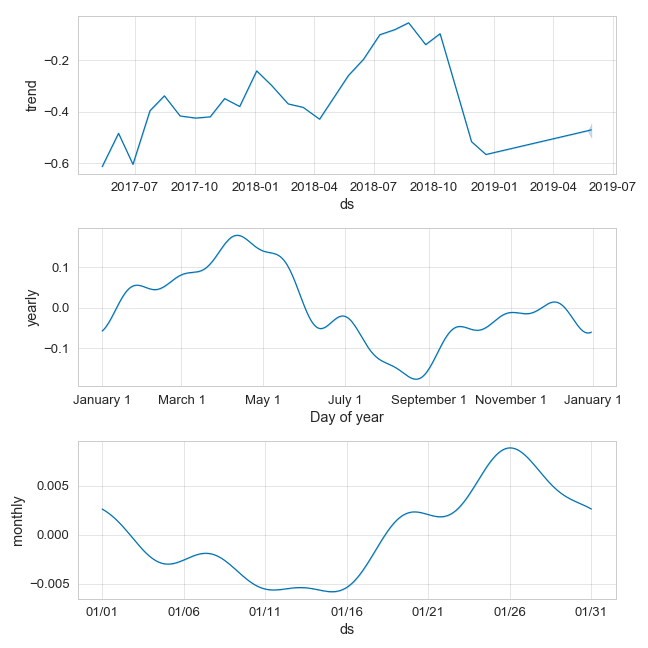 trend
−0.2
−0.4
−0.6
2017-07 2017-10 2018-01 2018-04 2018-07 2018-10 2019-01 2019-04 2019-07
ds
yearly
0.1
0.0
−0.1
January 1 March 1 May 1 July 1 September 1 November 1 January 1
Day of year
monthly
0.005
0.000
−0.005
01/01 01/06 01/11 01/16 01/21 01/26 01/31
ds